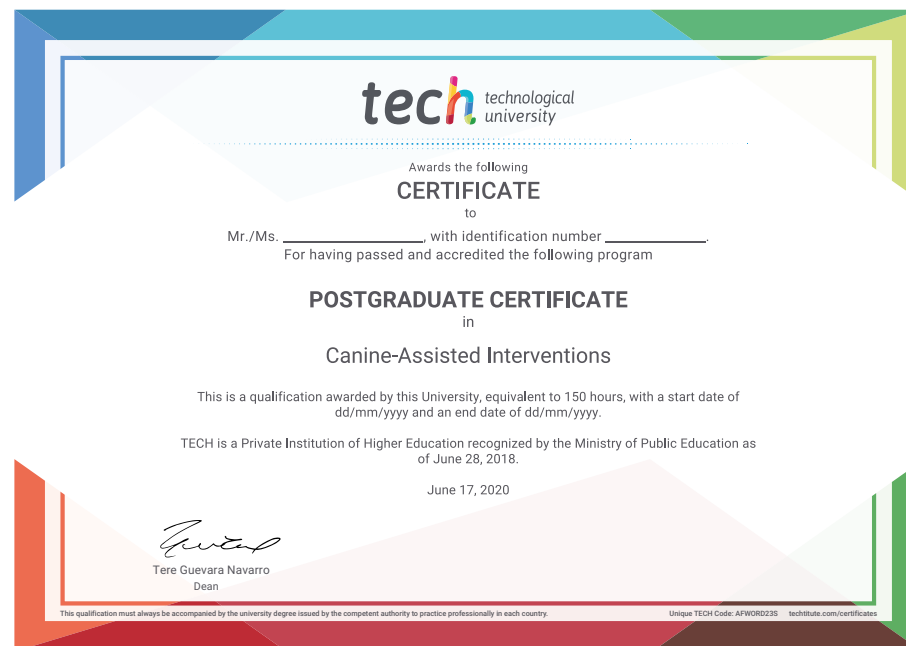 tech technological
university
Awards the following
CERTIFICATE
to
Mr./Ms. ____________, with identification number ____________.
For having passed and accredited the following program
POSTGRADUATE CERTIFICATE
in
Canine-Assisted Interventions
This is a qualification awarded by this University, equivalent to 150 hours, with a start date of
dd/mm/yyyy and an end date of dd/mm/yyyy.
TECH is a Private Institution of Higher Education recognized by the Ministry of Public Education as
of June 28, 2018.
June 17, 2020
Tere Guevara Navarro
Dean
This qualification must always be accompanied by the university degree issued by the competent authority to practice professionally in each country. Unique TECH Code: AFWORD23S techtitute.com/certificates